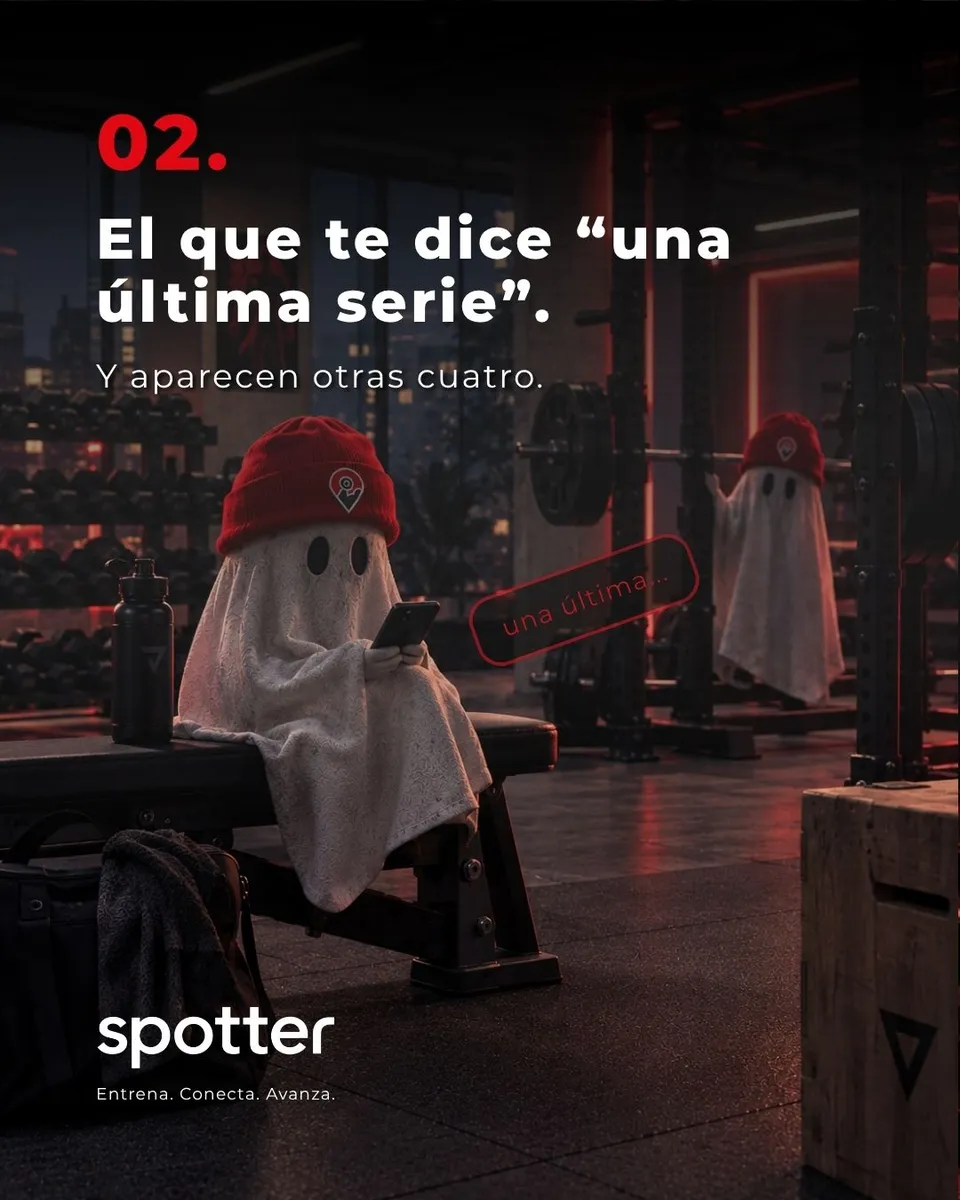 02.
El que te dice “una
última serie”.
Y aparecen otras cuatro.
una última...
spotter
Entrena. Conecta. Avanza.